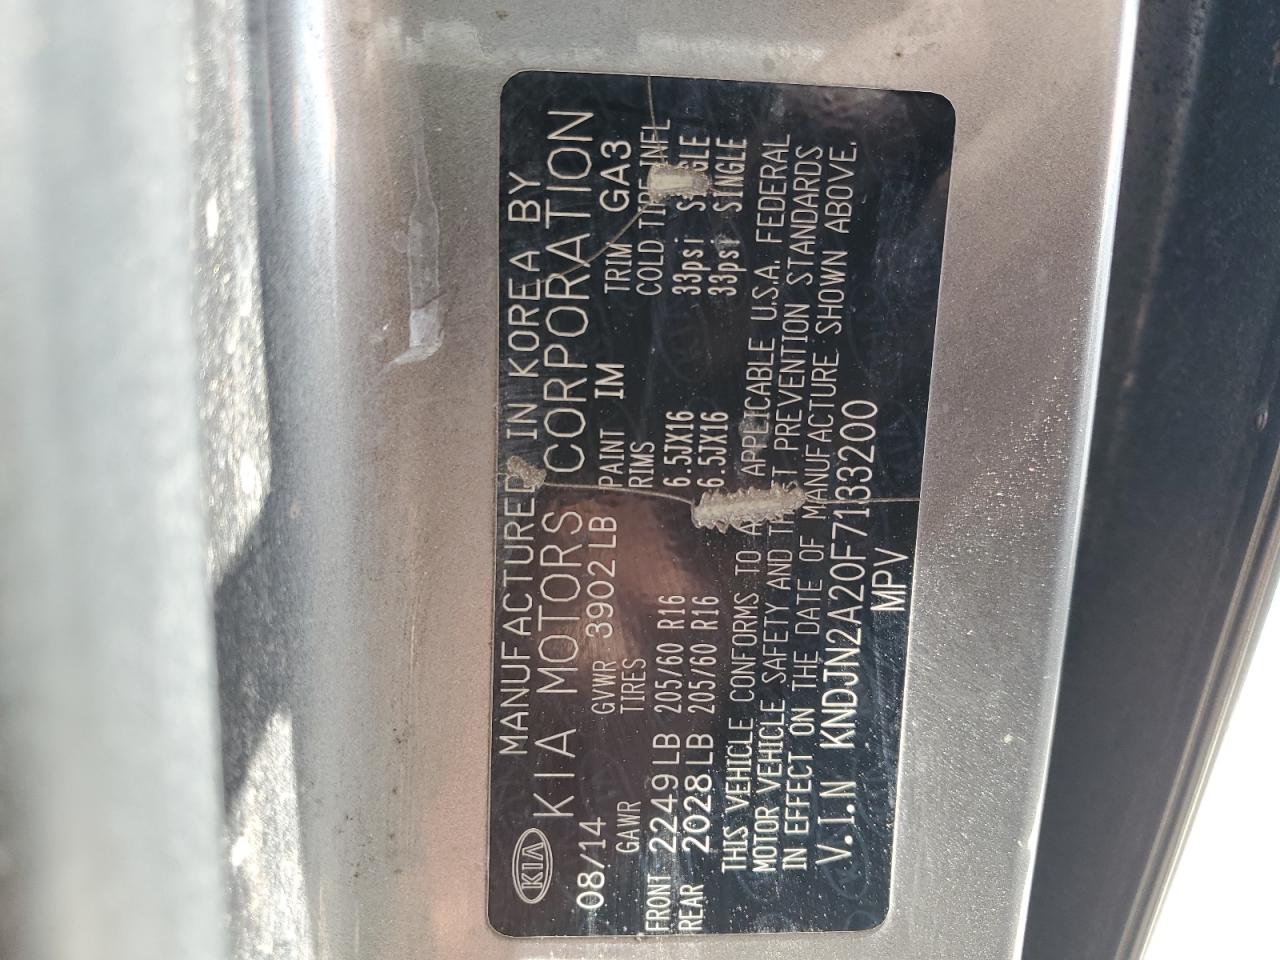 MANUFACTURED IN KOREA BY
KIA KIA MOTORS CORPORATION
08/14 GVWR 3902LB PAINT IM TRIM GA3
GAWR TIRES RIMS COLD TIRE INFL
FRONT 2249LB 205/60 R16 6.5JX16 33psi SINGLE
REAR 2028LB 205/60 R16 6.5JX16 33psi SINGLE
THIS VEHICLE CONFORMS TO APPLICABLE U.S.A. FEDERAL
MOTOR VEHICLE SAFETY AND THEFT PREVENTION STANDARDS
IN EFFECT ON THE DATE OF MANUFACTURE SHOWN ABOVE.
V.I.N KNDJN2A20F7133200
MPV